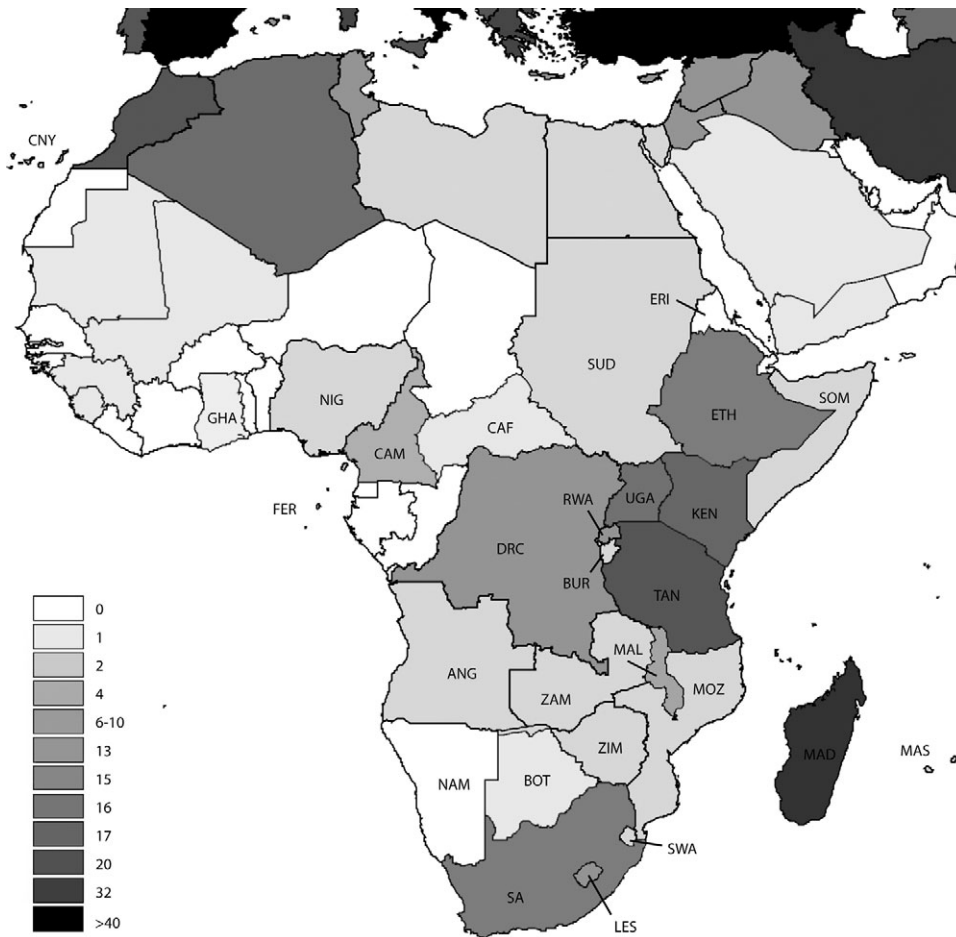 CNY
ERI
SUD
SOM
NIG
ETH
GHA
CAF
CAM
RWA
UGA
FER
KEN
DRC
BUR
TAN
MAL
ANG
MOZ
ZAM
ZIM
MAD
MAS
NAM
BOT
SWA
SA
LES
0
1
2
4
6-10
13
15
16
17
20
32
>40